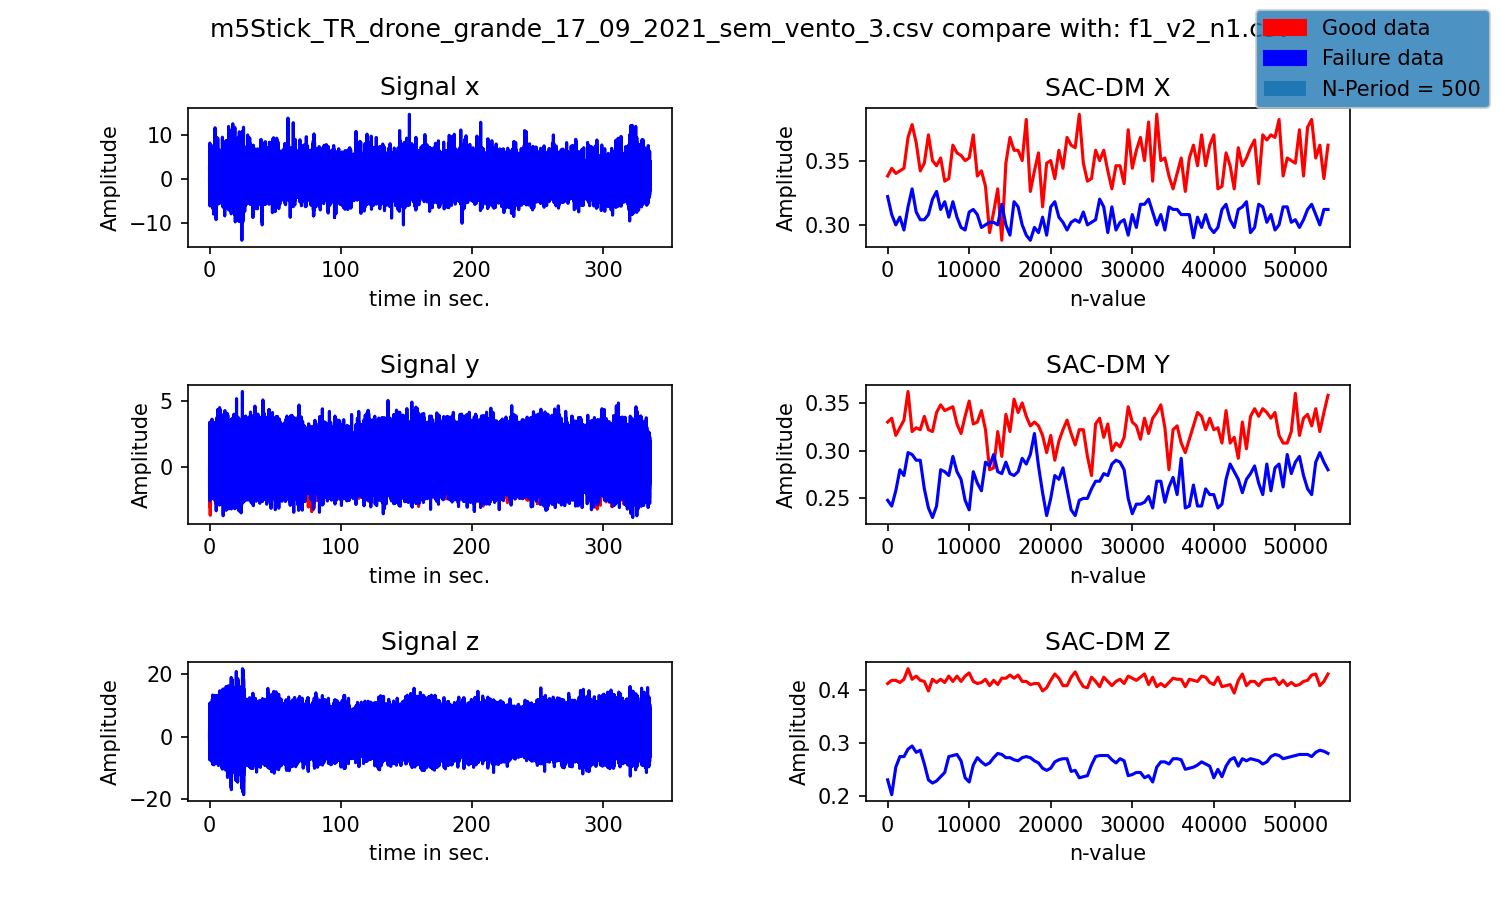 m5Stick_TR_drone_grande_17_09_2021_sem_vento_3.csv compare with: f1_v2_n1.csv
Good data
Failure data
N-Period = 500
Signal x
Amplitude
10
0
−10
0 100 200 300
time in sec.
SAC-DM X
Amplitude
0.35
0.30
0 10000 20000 30000 40000 50000
n-value
Signal y
Amplitude
5
0
0 100 200 300
time in sec.
SAC-DM Y
Amplitude
0.35
0.30
0.25
0 10000 20000 30000 40000 50000
n-value
Signal z
Amplitude
20
0
−20
0 100 200 300
time in sec.
SAC-DM Z
Amplitude
0.4
0.3
0.2
0 10000 20000 30000 40000 50000
n-value